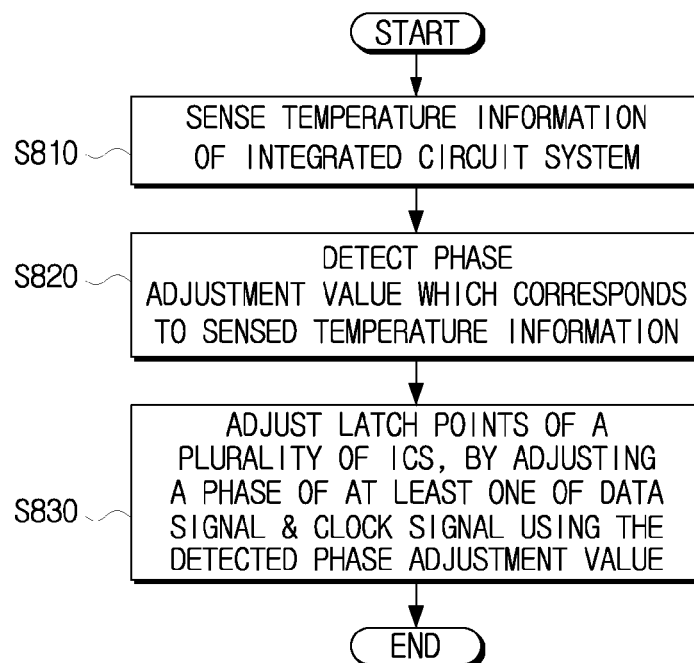 START
S810
SENSE TEMPERATURE INFORMATION
OF INTEGRATED CIRCUIT SYSTEM
S820
DETECT PHASE
ADJUSTMENT VALUE WHICH CORRESPONDS
TO SENSED TEMPERATURE INFORMATION
S830
ADJUST LATCH POINTS OF A
PLURALITY OF ICS, BY ADJUSTING
A PHASE OF AT LEAST ONE OF DATA
SIGNAL & CLOCK SIGNAL USING THE
DETECTED PHASE ADJUSTMENT VALUE
END